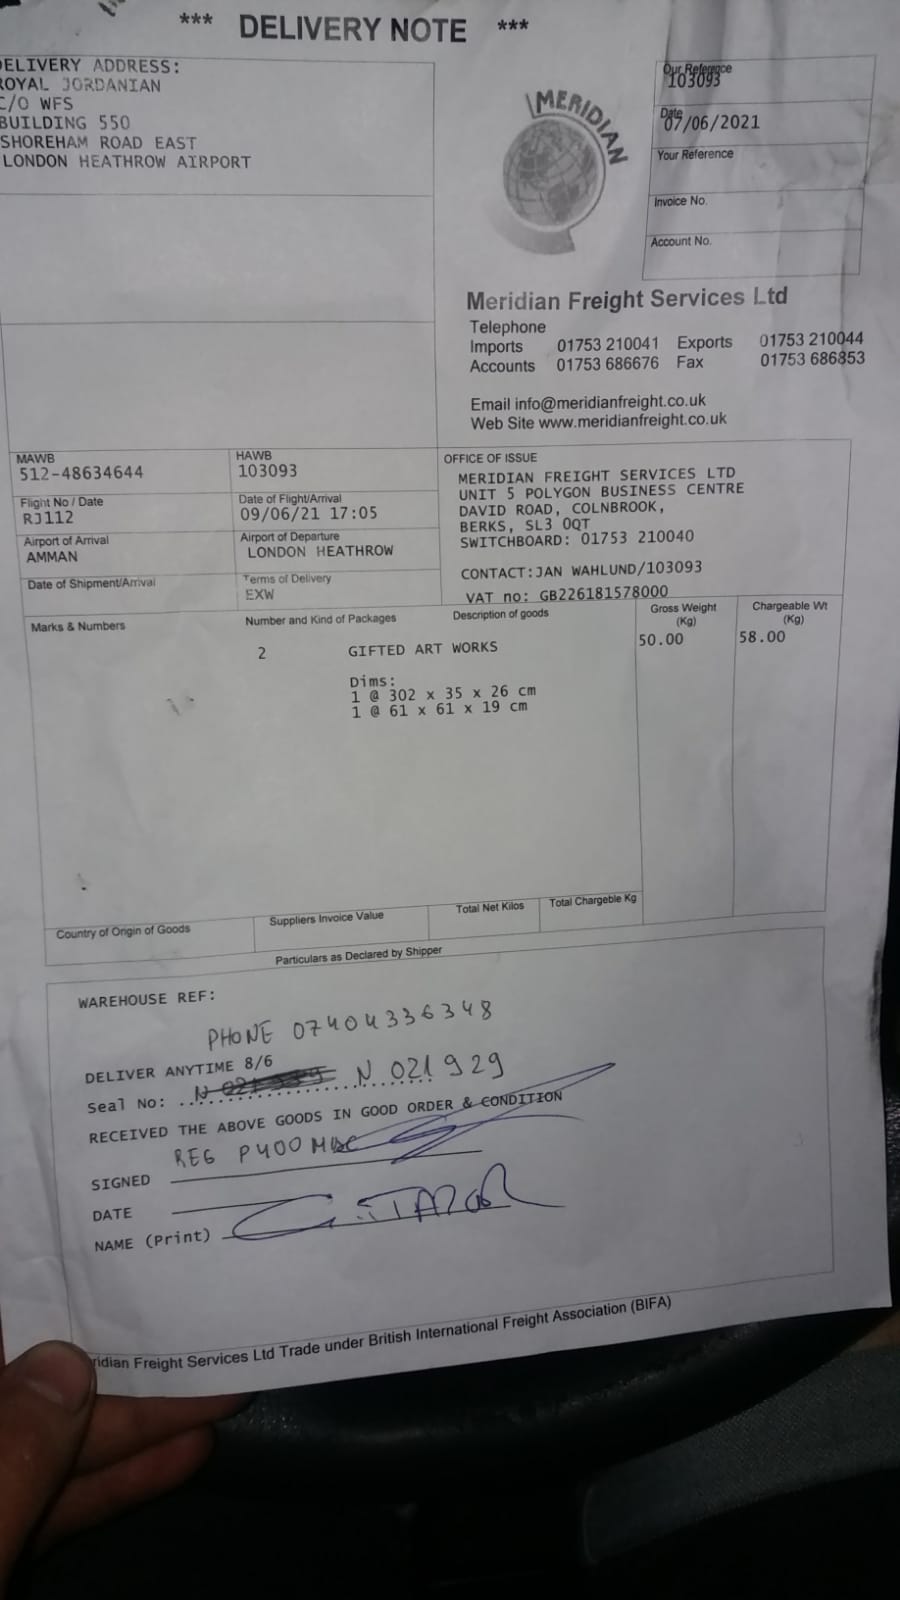 *** DELIVERY NOTE ***
DELIVERY ADDRESS:
ROYAL JORDANIAN
C/O WFS
BUILDING 550
SHOREHAM ROAD EAST
LONDON HEATHROW AIRPORT
MERIDIAN
Our Reference
103093
Date
07/06/2021
Your Reference
Invoice No.
Account No.
Meridian Freight Services Ltd
Telephone
Imports 01753 210041 Exports 01753 210044
Accounts 01753 686676 Fax 01753 686853
Email info@meridianfreight.co.uk
Web Site www.meridianfreight.co.uk
MAWB
512-48634644
HAWB
103093
Flight No / Date
RJ112
Date of Flight/Arrival
09/06/21 17:05
Airport of Arrival
AMMAN
Airport of Departure
LONDON HEATHROW
Date of Shipment/Arrival
Terms of Delivery
EXW
OFFICE OF ISSUE
MERIDIAN FREIGHT SERVICES LTD
UNIT 5 POLYGON BUSINESS CENTRE
DAVID ROAD, COLNBROOK,
BERKS, SL3 0QT
SWITCHBOARD: 01753 210040
CONTACT:JAN WAHLUND/103093
VAT no: GB226181578000
Marks & Numbers
Number and Kind of Packages
Description of goods
Gross Weight
(Kg)
Chargeable Wt
(Kg)
2 GIFTED ART WORKS
50.00
58.00
Dims:
1 @ 302 x 35 x 26 cm
1 @ 61 x 61 x 19 cm
Country of Origin of Goods
Suppliers Invoice Value
Total Net Kilos
Total Chargeble Kg
Particulars as Declared by Shipper
WAREHOUSE REF:
PHONE 07404336348
DELIVER ANYTIME 8/6
Seal No: N 021929
RECEIVED THE ABOVE GOODS IN GOOD ORDER & CONDITION
REG P400
SIGNED
DATE
NAME (Print)
ridian Freight Services Ltd Trade under British International Freight Association (BIFA)